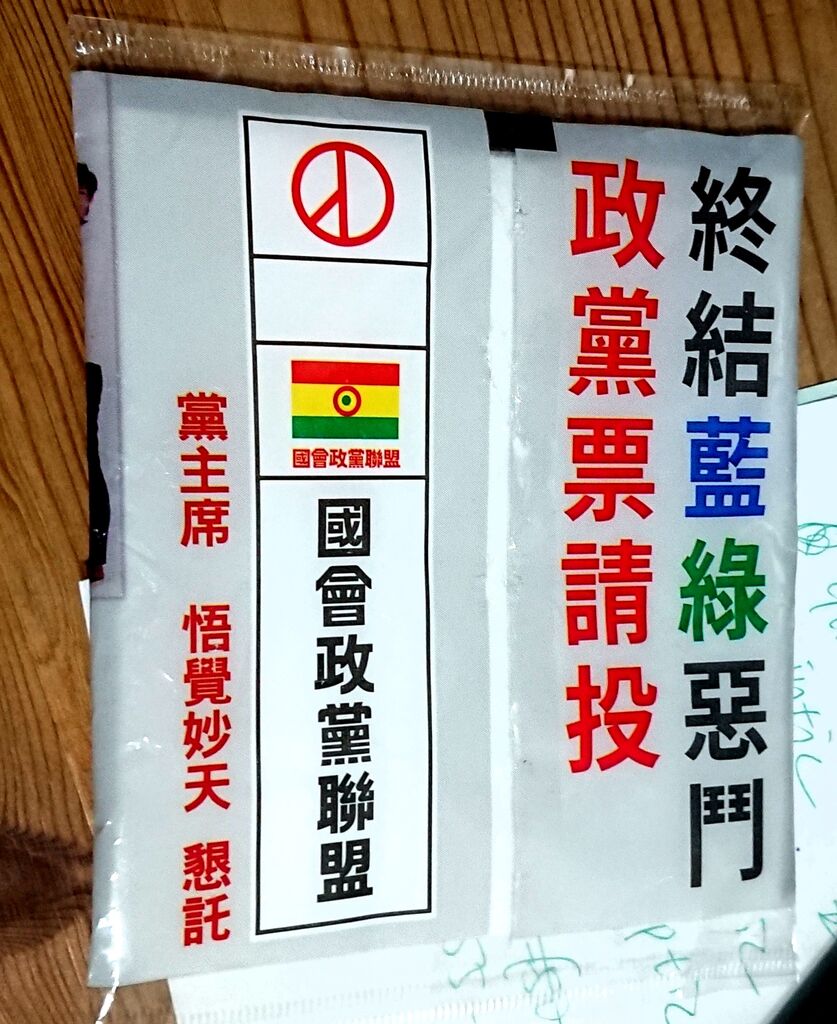 終結藍綠惡鬥
政黨票請投
國會政黨聯盟
國會政黨聯盟
黨主席 悟覺妙天 懇託